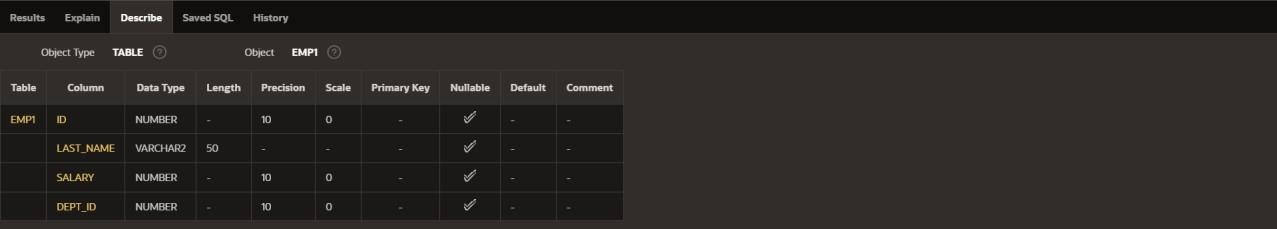 Results Explain Describe Saved SQL History
Object Type TABLE ? Object EMP1 ?
Table Column Data Type Length Precision Scale Primary Key Nullable Default Comment
EMP1 ID NUMBER - 10 0 - ✓ - -
LAST_NAME VARCHAR2 50 - - - ✓ - -
SALARY NUMBER - 10 0 - ✓ - -
DEPT_ID NUMBER - 10 0 - ✓ - -